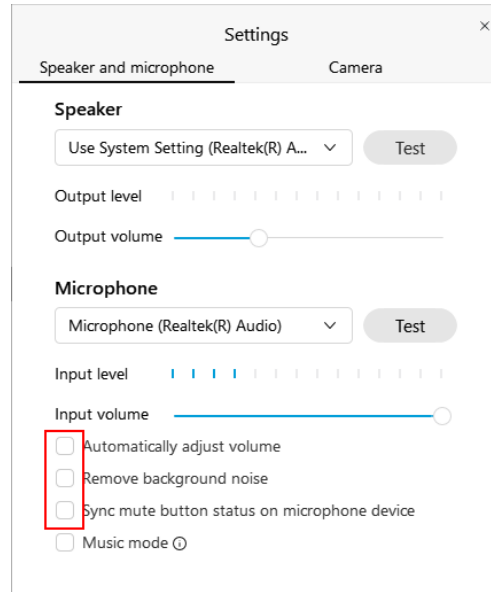 Settings
×
Speaker and microphone
Camera
Speaker
Use System Setting (Realtek(R) A...
Test
Output level
Output volume
Microphone
Microphone (Realtek(R) Audio)
Test
Input level
Input volume
Automatically adjust volume
Remove background noise
Sync mute button status on microphone device
Music mode